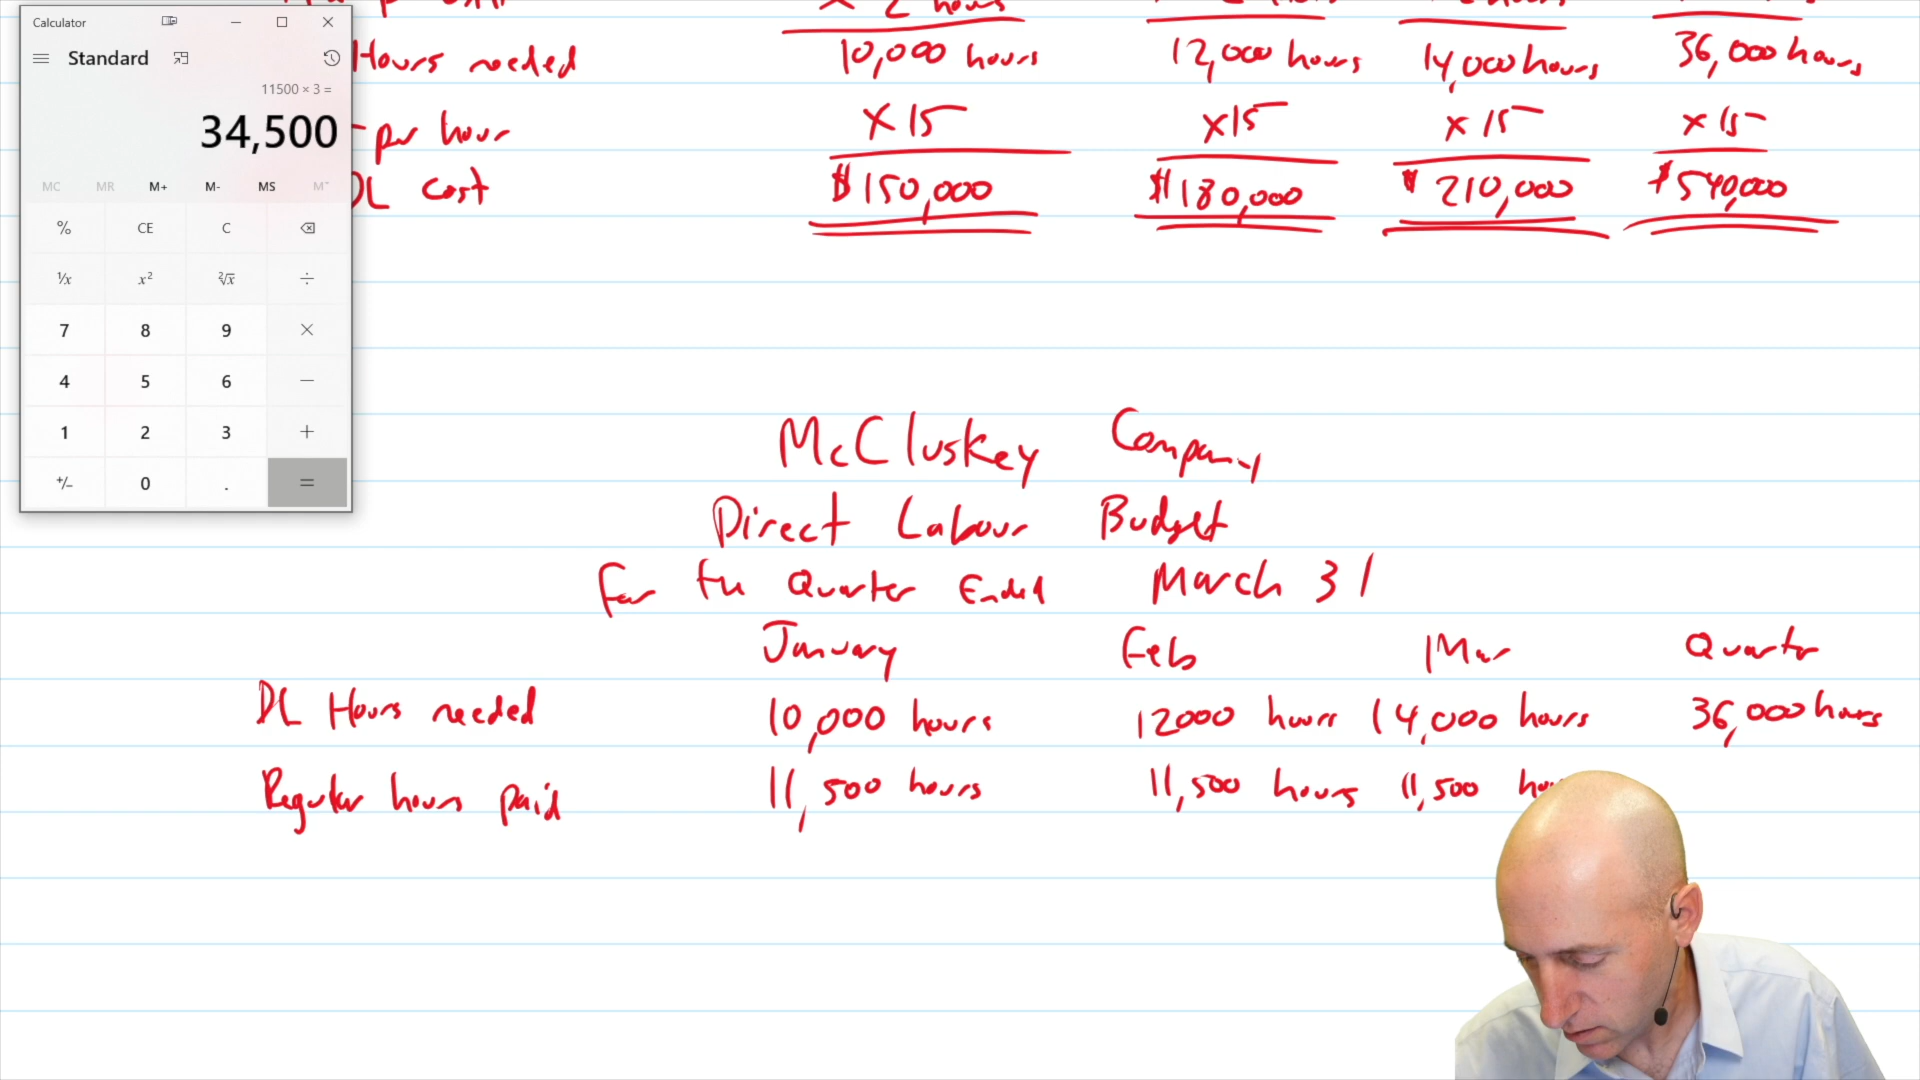 Calculator
Standard
11500 × 3 =
34,500
MC MR M+ M- MS M˅
% CE C
¹/x x² ²√x ÷
7 8 9 ×
4 5 6 −
1 2 3 +
+/− 0 . =
× 2 hours
Hours needed 10,000 hours 12,000 hours 14,000 hours 36,000 hours
per hour × 15 ×15 × 15 × 15
DL cost $150,000 $180,000 $210,000 $540,000
McCluskey Company
Direct Labour Budget
For the Quarter Ended March 31
January Feb Mar Quarter
DL Hours needed 10,000 hours 12000 hours 14,000 hours 36,000 hours
Regular hours paid 11,500 hours 11,500 hours 11,500